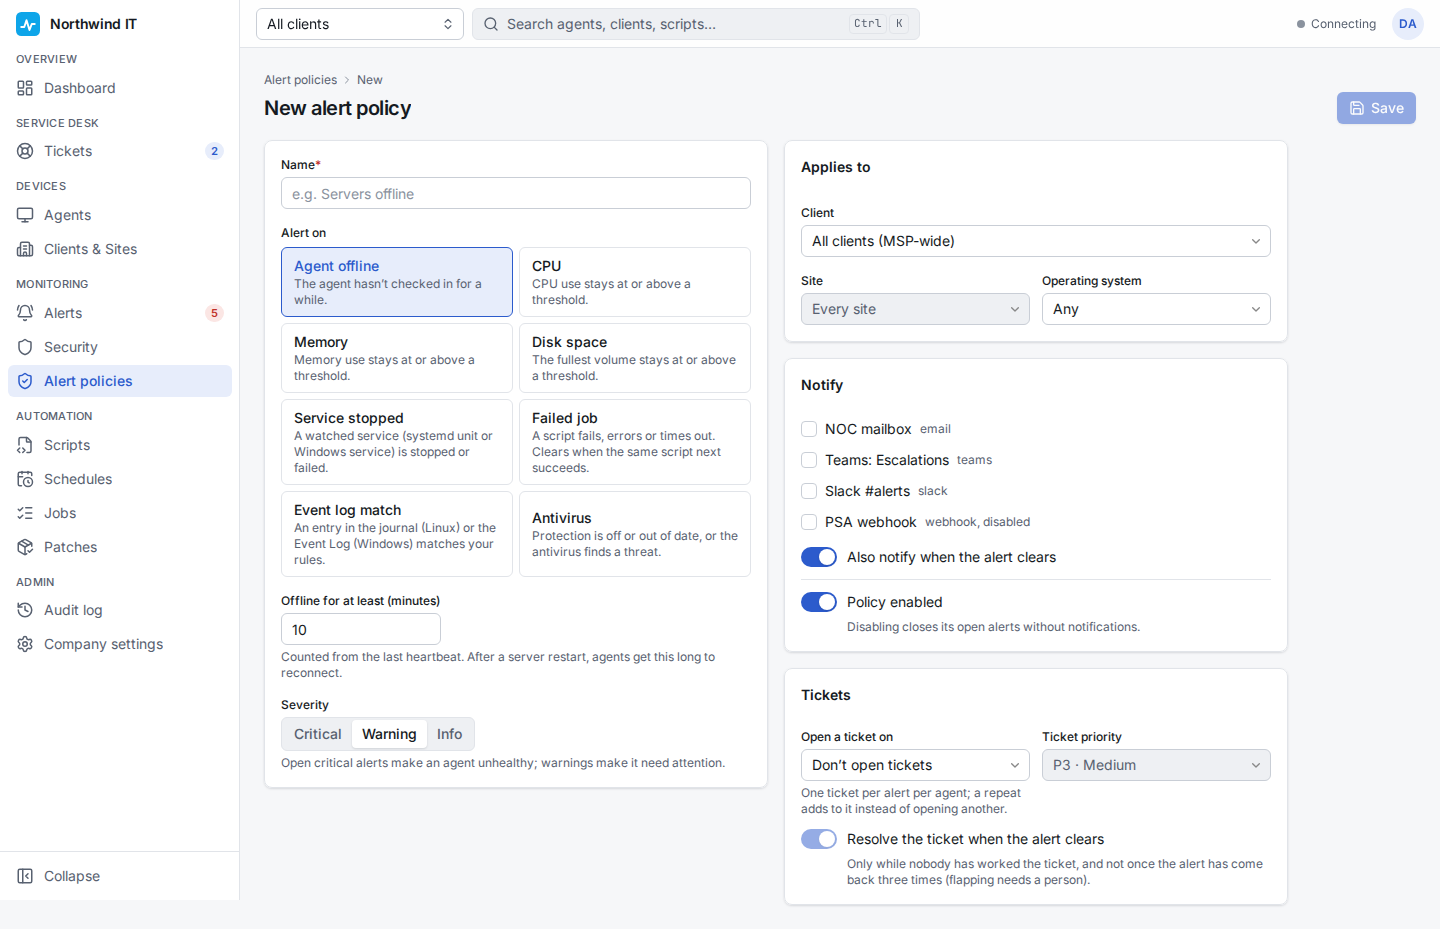 Northwind IT
All clients
Search agents, clients, scripts...
Ctrl K
Connecting
DA
OVERVIEW
Dashboard
SERVICE DESK
Tickets
2
DEVICES
Agents
Clients & Sites
MONITORING
Alerts
5
Security
Alert policies
AUTOMATION
Scripts
Schedules
Jobs
Patches
ADMIN
Audit log
Company settings
Collapse
Alert policies > New
New alert policy
Save
Name*
e.g. Servers offline
Alert on
Agent offline
The agent hasn’t checked in for a
while.
CPU
CPU use stays at or above a
threshold.
Memory
Memory use stays at or above a
threshold.
Disk space
The fullest volume stays at or above
a threshold.
Service stopped
A watched service (systemd unit or
Windows service) is stopped or
failed.
Failed job
A script fails, errors or times out.
Clears when the same script next
succeeds.
Event log match
An entry in the journal (Linux) or the
Event Log (Windows) matches your
rules.
Antivirus
Protection is off or out of date, or the
antivirus finds a threat.
Offline for at least (minutes)
10
Counted from the last heartbeat. After a server restart, agents get this long to
reconnect.
Severity
Critical Warning Info
Open critical alerts make an agent unhealthy; warnings make it need attention.
Applies to
Client
All clients (MSP-wide)
Site
Every site
Operating system
Any
Notify
NOC mailbox email
Teams: Escalations teams
Slack #alerts slack
PSA webhook webhook, disabled
Also notify when the alert clears
Policy enabled
Disabling closes its open alerts without notifications.
Tickets
Open a ticket on
Don’t open tickets
One ticket per alert per agent; a repeat
adds to it instead of opening another.
Ticket priority
P3 · Medium
Resolve the ticket when the alert clears
Only while nobody has worked the ticket, and not once the alert has come
back three times (flapping needs a person).